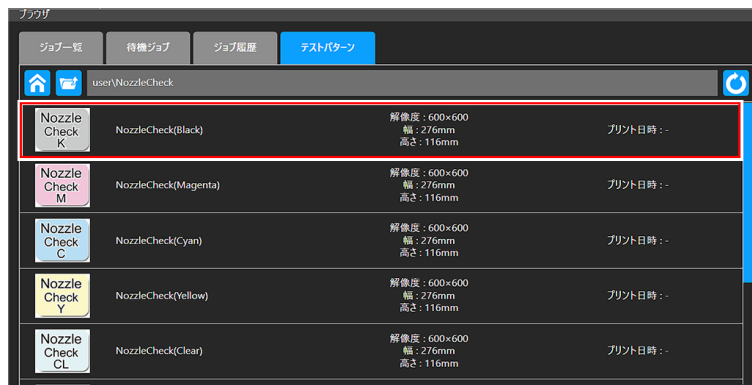 ブラウザ
ジョブ一覧 待機ジョブ ジョブ履歴 テストパターン
user\NozzleCheck
Nozzle
Check
K
NozzleCheck(Black)
解像度 : 600×600
幅 : 276mm
高さ : 116mm
プリント日時 : -
Nozzle
Check
M
NozzleCheck(Magenta)
解像度 : 600×600
幅 : 276mm
高さ : 116mm
プリント日時 : -
Nozzle
Check
C
NozzleCheck(Cyan)
解像度 : 600×600
幅 : 276mm
高さ : 116mm
プリント日時 : -
Nozzle
Check
Y
NozzleCheck(Yellow)
解像度 : 600×600
幅 : 276mm
高さ : 116mm
プリント日時 : -
Nozzle
Check
CL
NozzleCheck(Clear)
解像度 : 600×600
幅 : 276mm
高さ : 116mm
プリント日時 : -